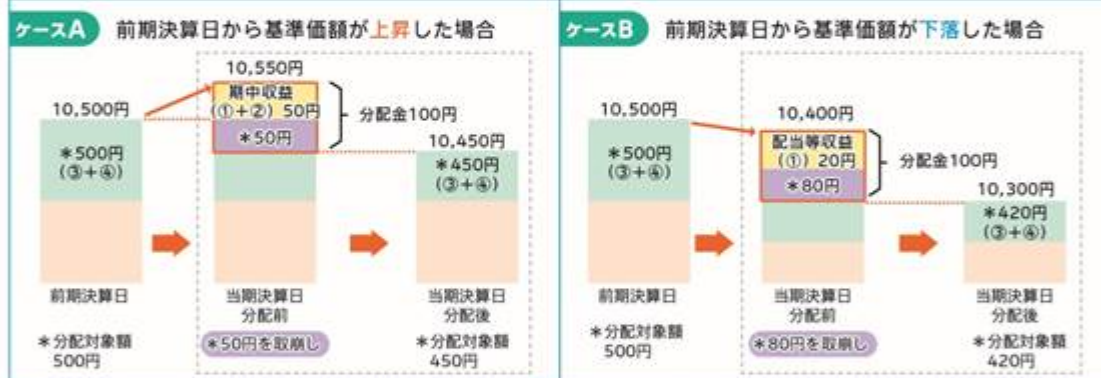 ケースA 前期決算日から基準価額が上昇した場合
10,550円
10,500円
期中収益
(①+②) 50円
*50円
分配金100円
10,450円
*500円
(③+④)
*450円
(③+④)
前期決算日
当期決算日
分配前
当期決算日
分配後
*分配対象額
500円
*50円を取崩し
*分配対象額
450円
ケースB 前期決算日から基準価額が下落した場合
10,500円
10,400円
配当等収益
(①) 20円
*80円
分配金100円
10,300円
*500円
(③+④)
*420円
(③+④)
前期決算日
当期決算日
分配前
当期決算日
分配後
*分配対象額
500円
*80円を取崩し
*分配対象額
420円